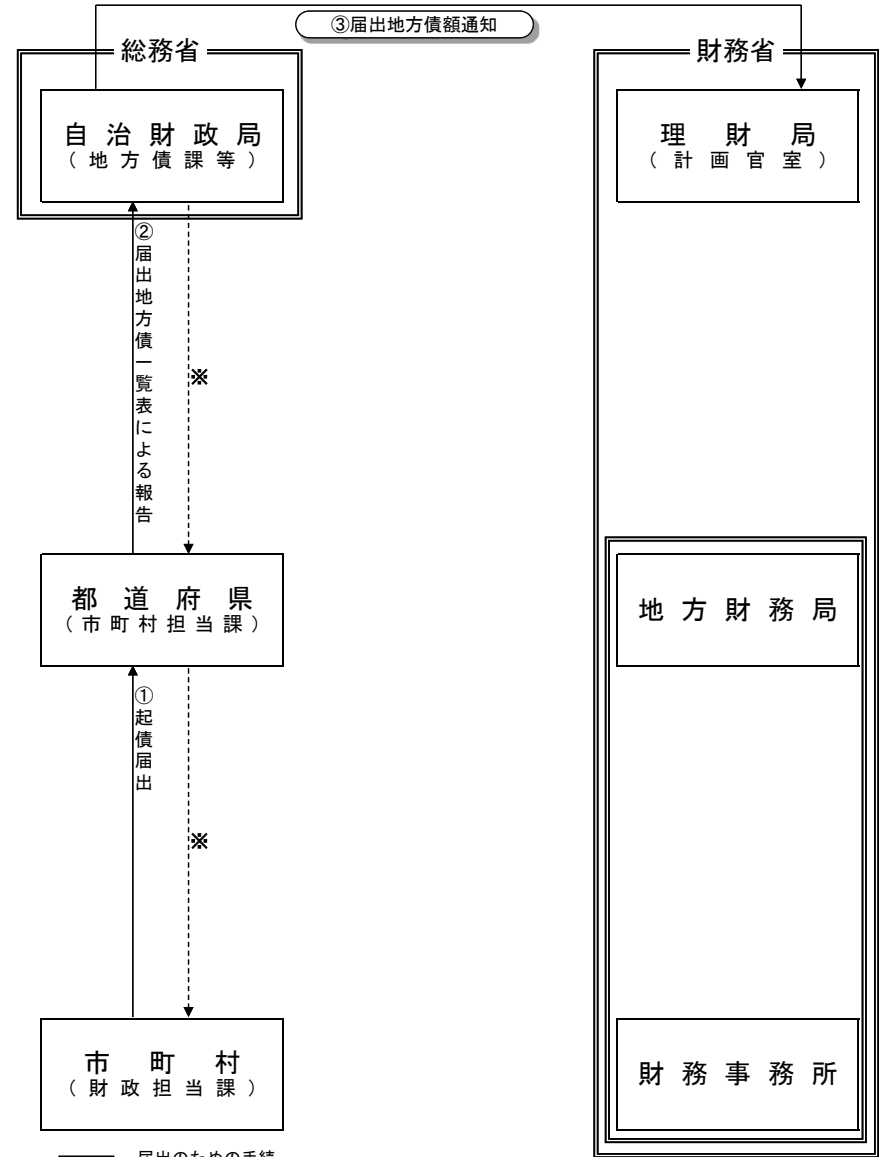 ③届出地方債額通知
総務省
財務省
自治財政局
（地方債課等）
理財局
（計画官室）
②届出地方債一覧表による報告
※
都道府県
（市町村担当課）
地方財務局
①起債届出
※
市町村
（財政担当課）
財務事務所
届出のための手続